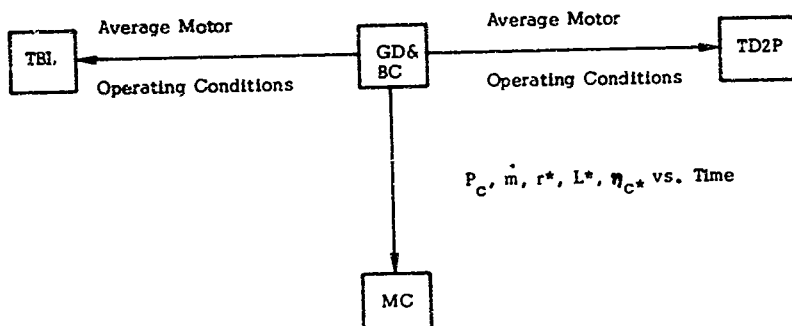 Average Motor
Average Motor
TBL
GD&
BC
TD2P
Operating Conditions
Operating Conditions
P_c, ṁ, r*, L*, η_c* vs. Time
MC